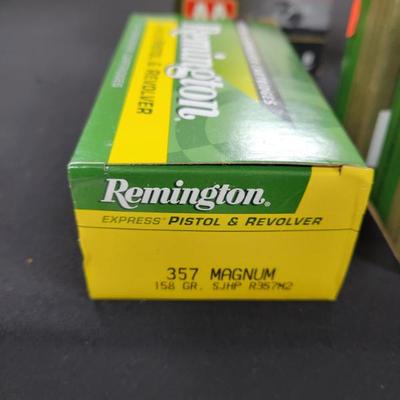 Remington
PISTOL & REVOLVER
Remington®
EXPRESS® PISTOL & REVOLVER
357 MAGNUM
158 GR. SJHP R357M2